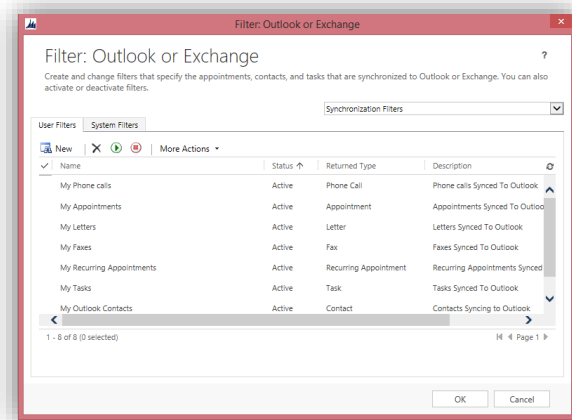 Filter: Outlook or Exchange
Filter: Outlook or Exchange
?
Create and change filters that specify the appointments, contacts, and tasks that are synchronized to Outlook or Exchange. You can also
activate or deactivate filters.
Synchronization Filters
User Filters System Filters
New More Actions
Name Status Returned Type Description
My Phone calls Active Phone Call Phone calls Synced To Outlook
My Appointments Active Appointment Appointments Synced To Outloo
My Letters Active Letter Letters Synced To Outlook
My Faxes Active Fax Faxes Synced To Outlook
My Recurring Appointments Active Recurring Appointment Recurring Appointments Synced
My Tasks Active Task Tasks Synced To Outlook
My Outlook Contacts Active Contact Contacts Syncing to Outlook
1 - 8 of 8 (0 selected) Page 1
OK Cancel